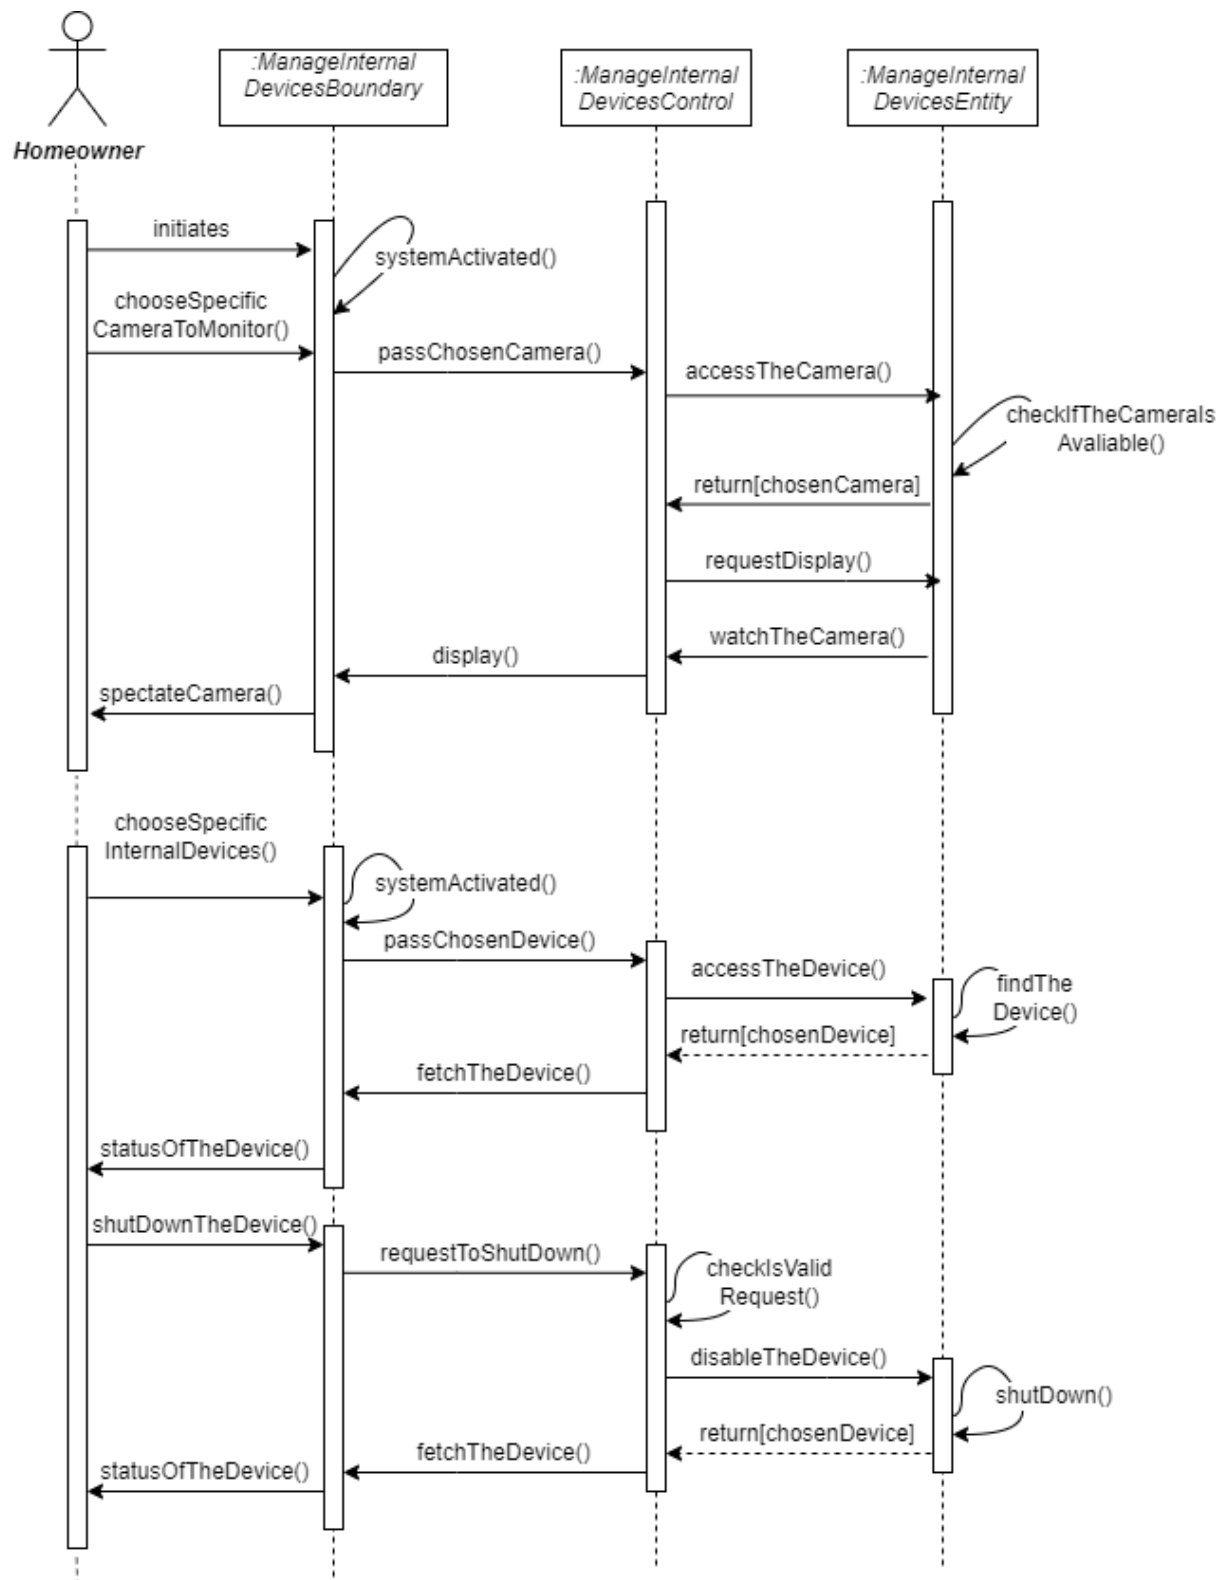 :ManageInternal
DevicesBoundary
:ManageInternal
DevicesControl
:ManageInternal
DevicesEntity
Homeowner
initiates
systemActivated()
chooseSpecific
CameraToMonitor()
passChosenCamera()
accessTheCamera()
checkIfTheCameraIs
Avaliable()
return[chosenCamera]
requestDisplay()
watchTheCamera()
display()
spectateCamera()
chooseSpecific
InternalDevices()
systemActivated()
passChosenDevice()
accessTheDevice()
findThe
Device()
return[chosenDevice]
fetchTheDevice()
statusOfTheDevice()
shutDownTheDevice()
requestToShutDown()
checkIsValid
Request()
disableTheDevice()
shutDown()
return[chosenDevice]
fetchTheDevice()
statusOfTheDevice()